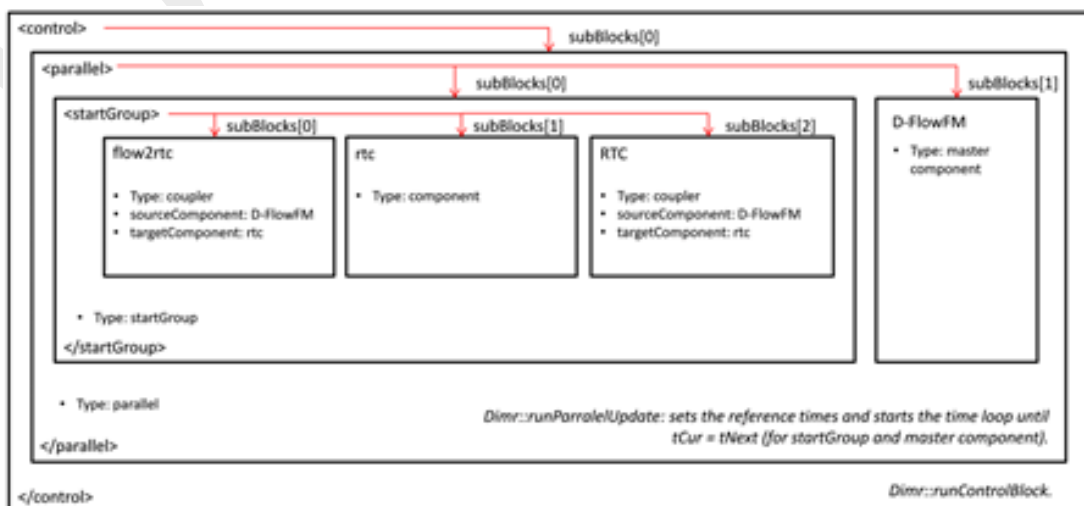 <control>
subBlocks[0]
<parallel>
subBlocks[0]
subBlocks[1]
<startGroup>
subBlocks[0]
subBlocks[1]
subBlocks[2]
flow2rtc
• Type: coupler
• sourceComponent: D-FlowFM
• targetComponent: rtc
rtc
• Type: component
RTC
• Type: coupler
• sourceComponent: D-FlowFM
• targetComponent: rtc
D-FlowFM
• Type: master
component
• Type: startGroup
</startGroup>
• Type: parallel
Dimr::runParralelUpdate: sets the reference times and starts the time loop until
tCur = tNext (for startGroup and master component).
</parallel>
Dimr::runControlBlock.
</control>